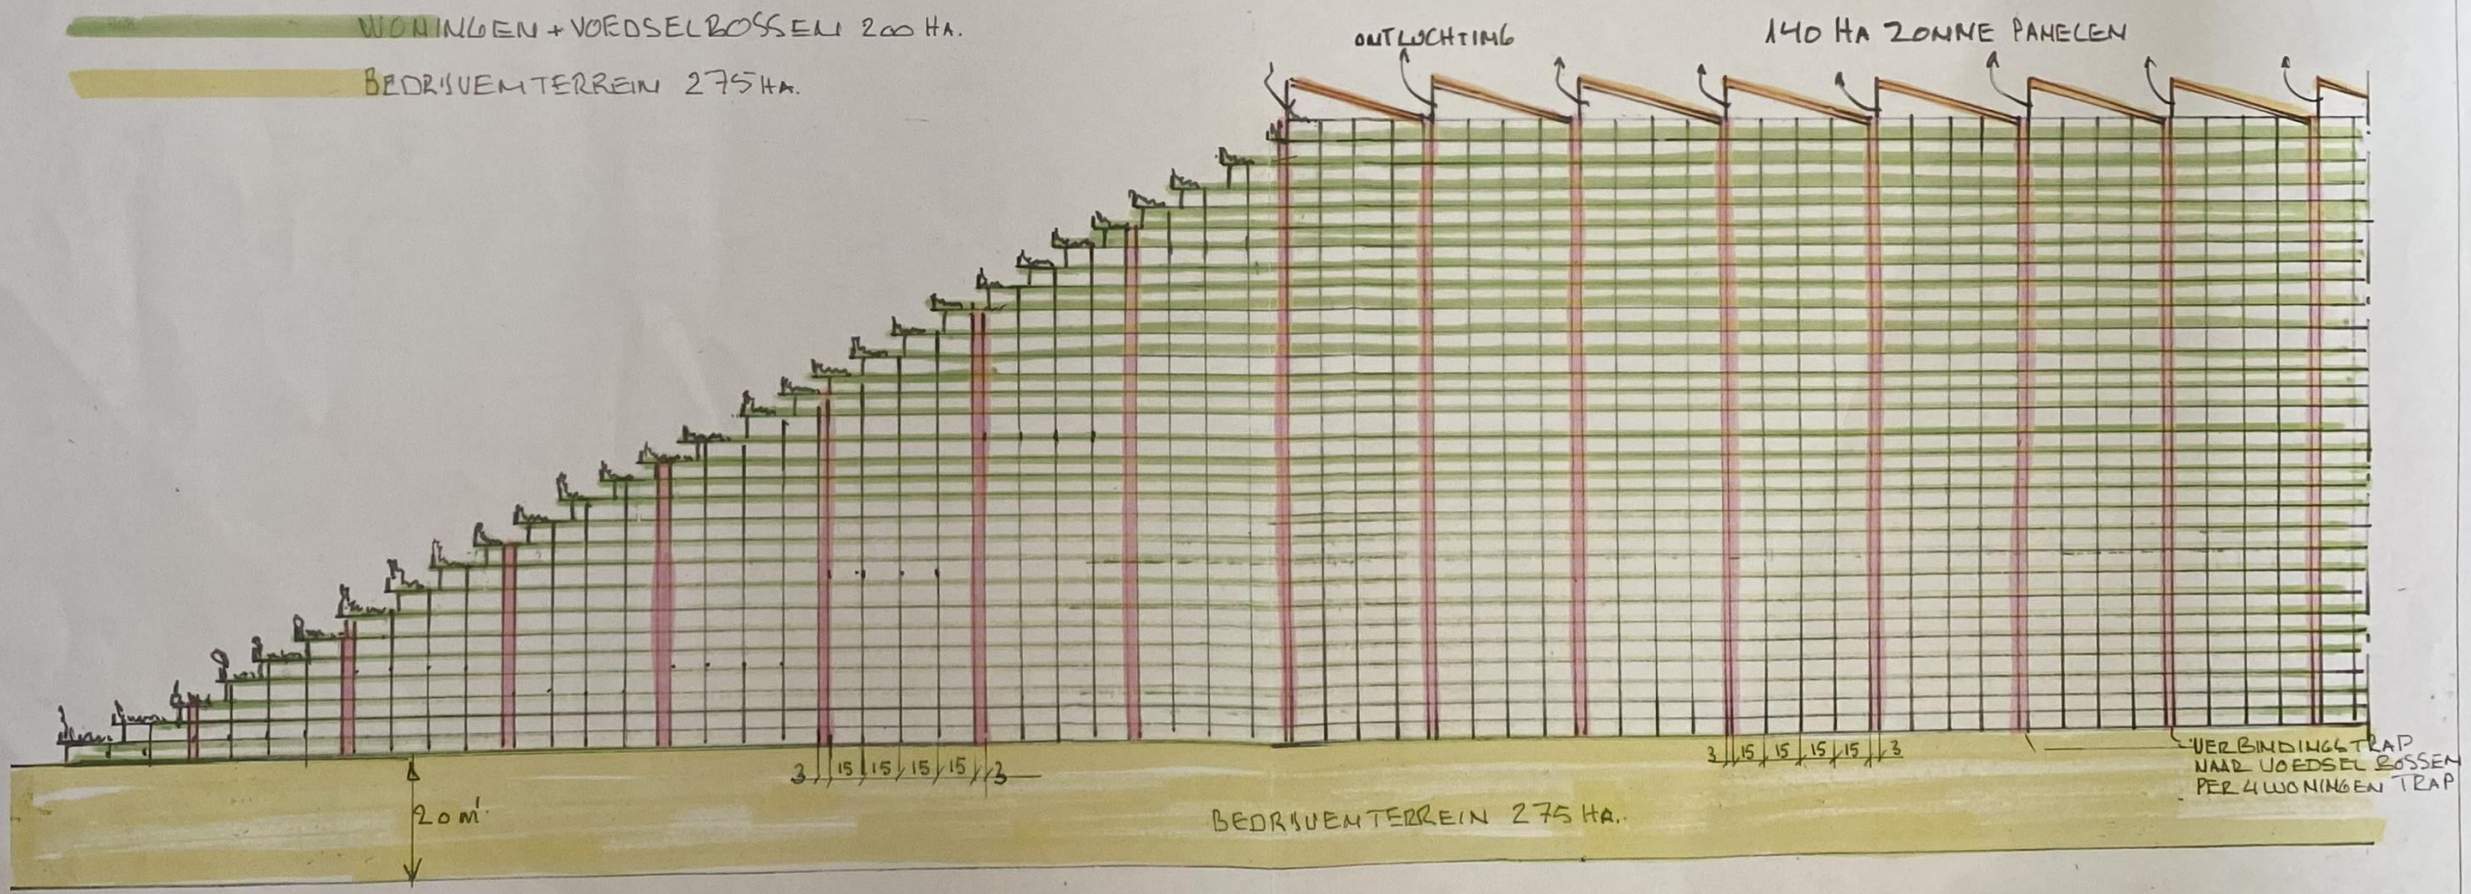 WONINGEN + VOEDSELBOSSEN 200 HA.
BEDRIJVENTERREIN 275 HA.
ONTLUCHTING
140 HA ZONNE PANELEN
3 15 15 15 15 3
3 15 15 15 15 3
VERBINDINGSTRAP
NAAR VOEDSEL BOSSEN
PER 4 WONINGEN TRAP
20 m'.
BEDRIJVENTERREIN 275 HA.